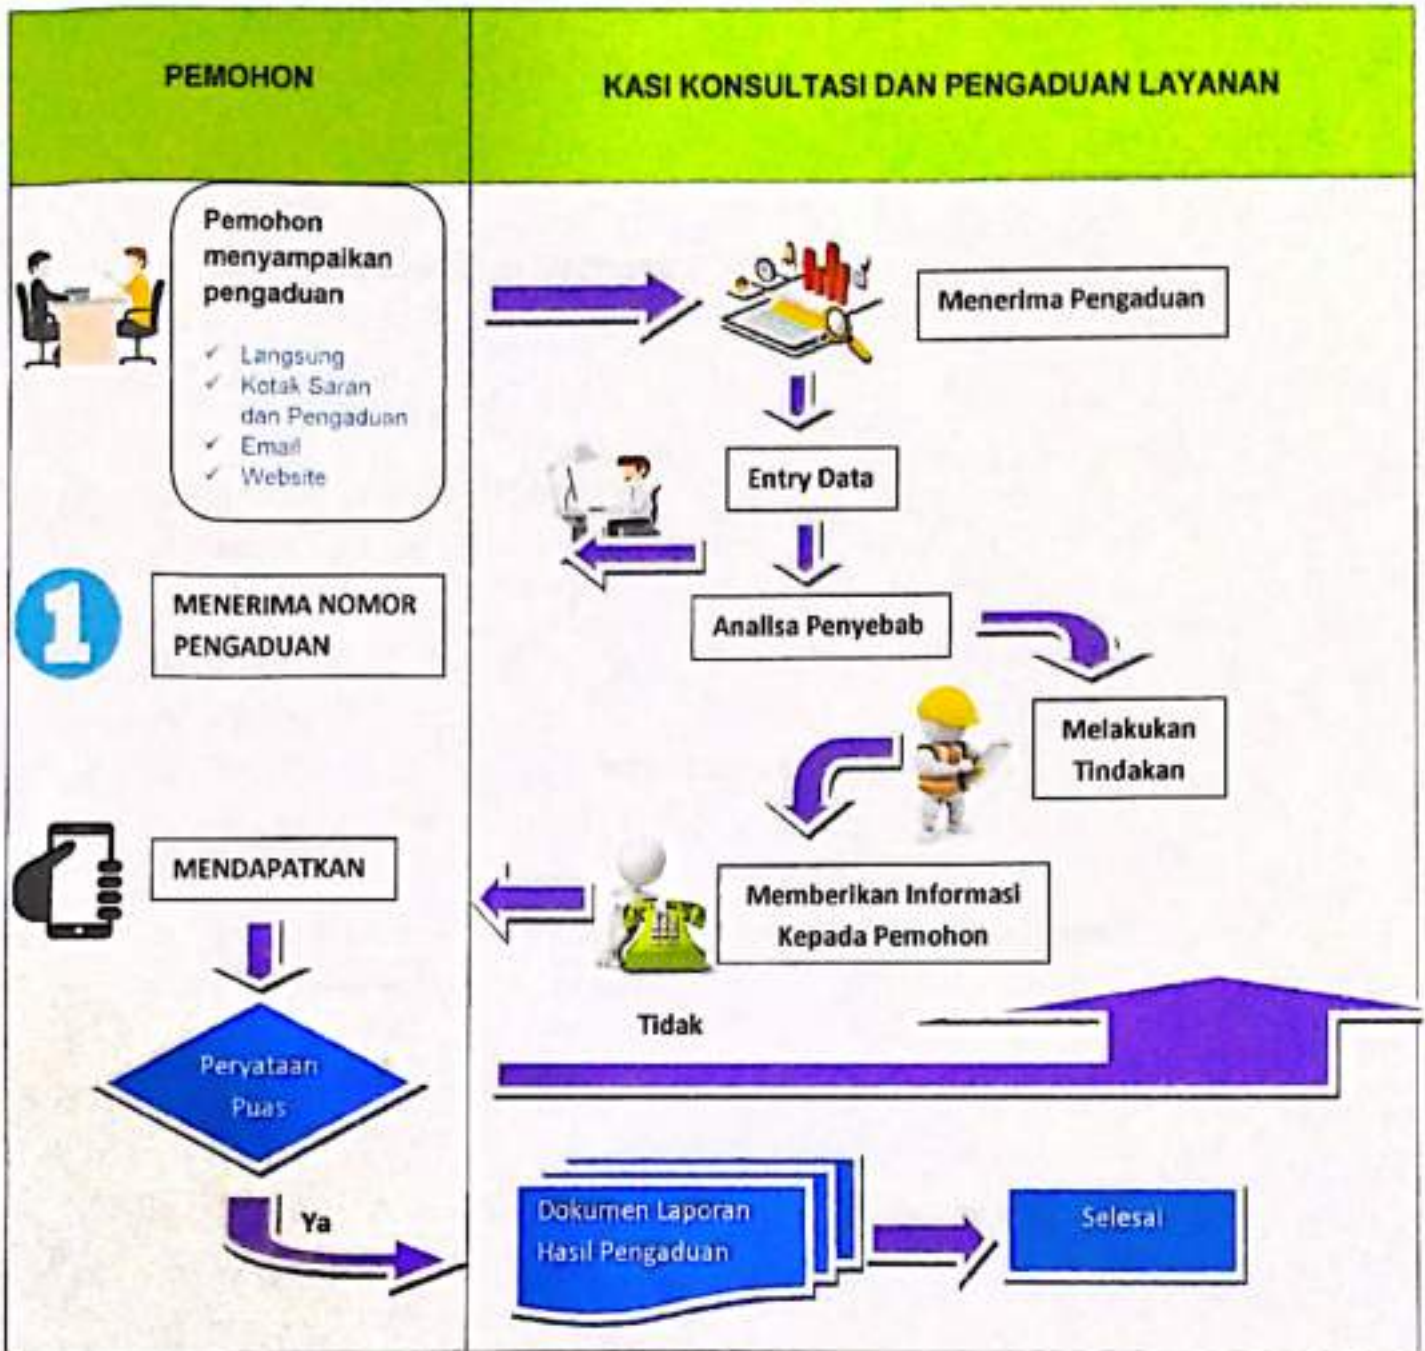 PEMOHON
KASI KONSULTASI DAN PENGADUAN LAYANAN
Pemohon
menyampaikan
pengaduan
✓ Langsung
✓ Kotak Saran
dan Pengaduan
✓ Email
✓ Website
Menerima Pengaduan
Entry Data
1
MENERIMA NOMOR
PENGADUAN
Analisa Penyebab
Melakukan
Tindakan
MENDAPATKAN
Memberikan Informasi
Kepada Pemohon
Tidak
Peryataan
Puas
Ya
Dokumen Laporan
Hasil Pengaduan
Selesai